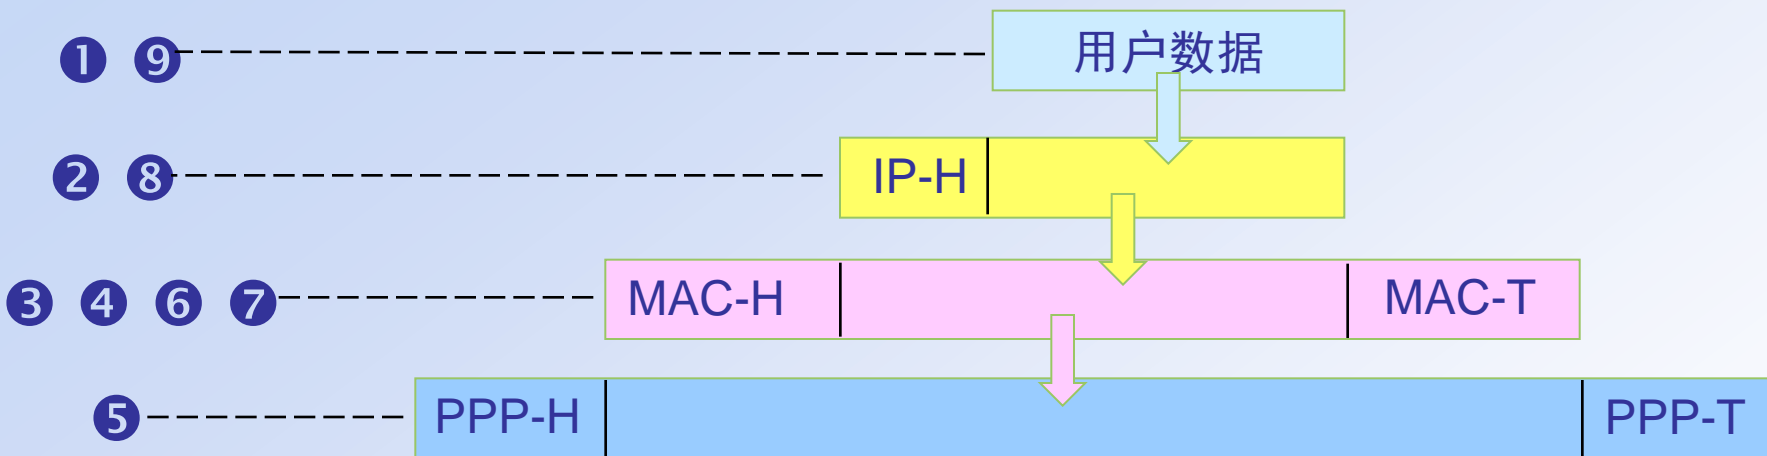 ❶ ❾ 用户数据
❷ ❽ IP-H
❸ ❹ ❻ ❼ MAC-H MAC-T
❺ PPP-H PPP-T